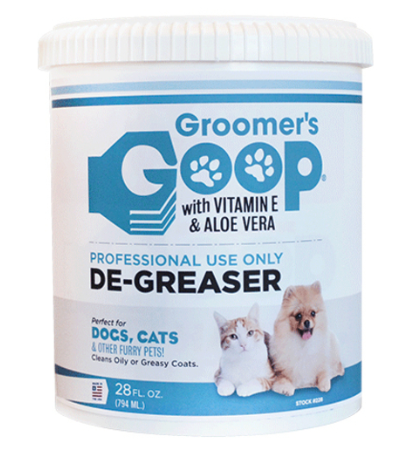 Groomer's
GOOP®
with VITAMIN E
& ALOE VERA
PROFESSIONAL USE ONLY
DE-GREASER
Perfect for
DOGS, CATS
& OTHER FURRY PETS!
Cleans Oily or Greasy Coats.
28 FL. OZ.
(794 ML.)